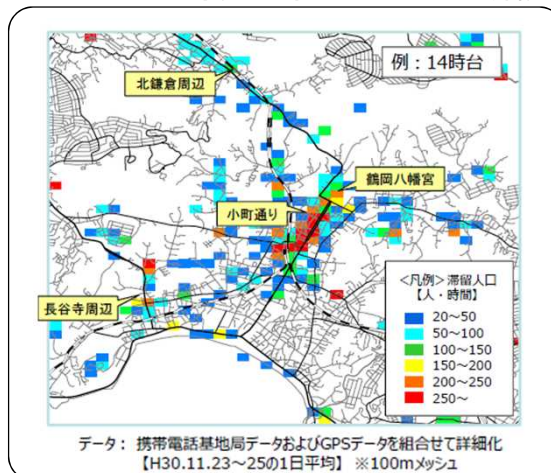 例：14時台
北鎌倉周辺
鶴岡八幡宮
小町通り
長谷寺周辺
＜凡例＞滞留人口
【人・時間】
20～50
50～100
100～150
150～200
200～250
250～
データ： 携帯電話基地局データおよびGPSデータを組合せて詳細化
【H30.11.23～25の1日平均】 ※100mメッシュ